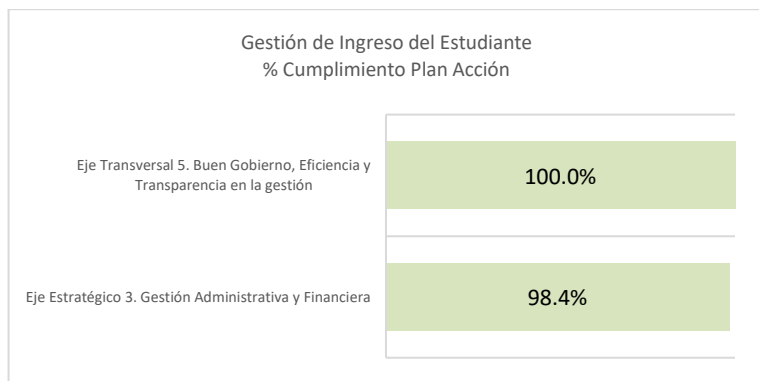 Gestión de Ingreso del Estudiante
% Cumplimiento Plan Acción
Eje Transversal 5. Buen Gobierno, Eficiencia y
Transparencia en la gestión
100.0%
Eje Estratégico 3. Gestión Administrativa y Financiera
98.4%